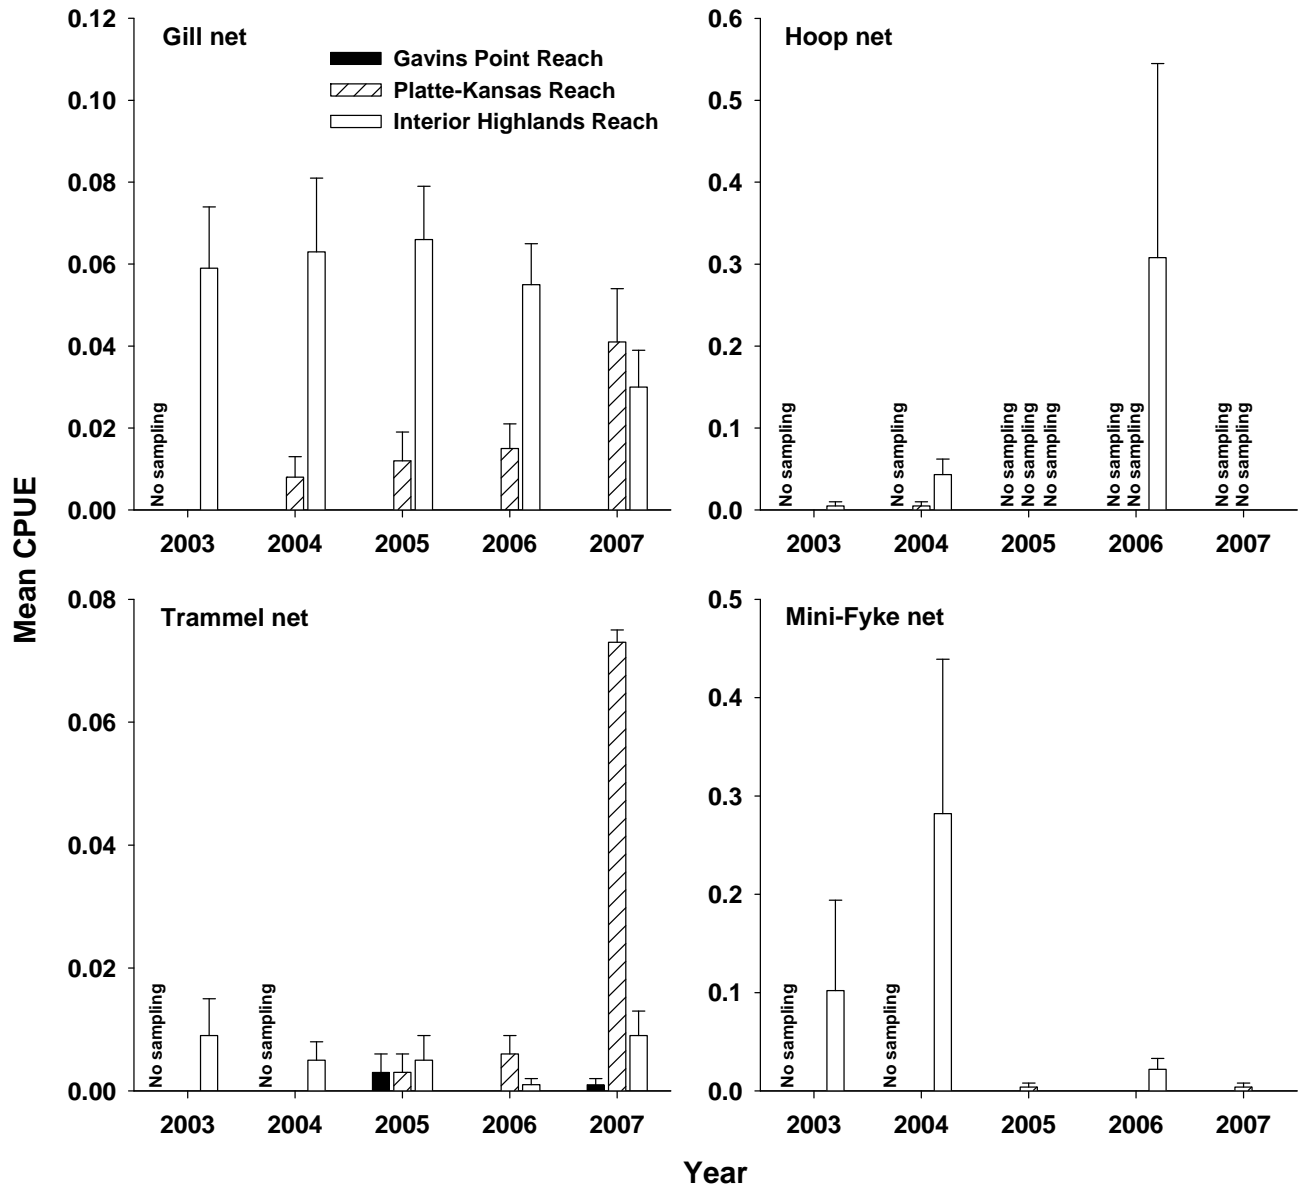 Mean CPUE
Gill net
Gavins Point Reach
Platte-Kansas Reach
Interior Highlands Reach
0.12
0.10
0.08
0.06
0.04
0.02
0.00
No sampling
2003 2004 2005 2006 2007
Hoop net
0.6
0.5
0.4
0.3
0.2
0.1
0.0
No sampling
No sampling
No sampling
No sampling
No sampling
No sampling
No sampling
No sampling
No sampling
2003 2004 2005 2006 2007
Trammel net
0.08
0.06
0.04
0.02
0.00
No sampling
No sampling
2003 2004 2005 2006 2007
Mini-Fyke net
0.5
0.4
0.3
0.2
0.1
0.0
No sampling
No sampling
2003 2004 2005 2006 2007
Year